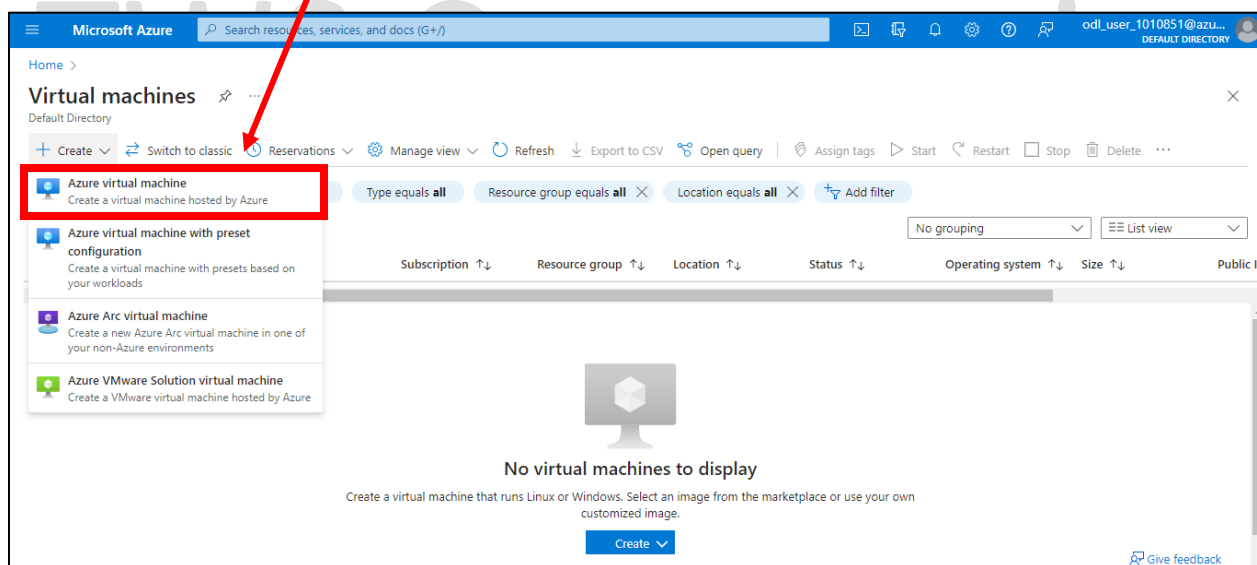 Microsoft Azure
Search resources, services, and docs (G+/)
odl_user_1010851@azu...
DEFAULT DIRECTORY
Home >
Virtual machines ...
Default Directory
+ Create Switch to classic Reservations Manage view Refresh Export to CSV Open query Assign tags Start Restart Stop Delete ...
Azure virtual machine
Create a virtual machine hosted by Azure
Type equals all Resource group equals all Location equals all Add filter
Azure virtual machine with preset
configuration
Create a virtual machine with presets based on
your workloads
No grouping List view
Subscription ↑↓ Resource group ↑↓ Location ↑↓ Status ↑↓ Operating system ↑↓ Size ↑↓ Public
Azure Arc virtual machine
Create a new Azure Arc virtual machine in one of
your non-Azure environments
Azure VMware Solution virtual machine
Create a VMware virtual machine hosted by Azure
No virtual machines to display
Create a virtual machine that runs Linux or Windows. Select an image from the marketplace or use your own
customized image.
Create
Give feedback